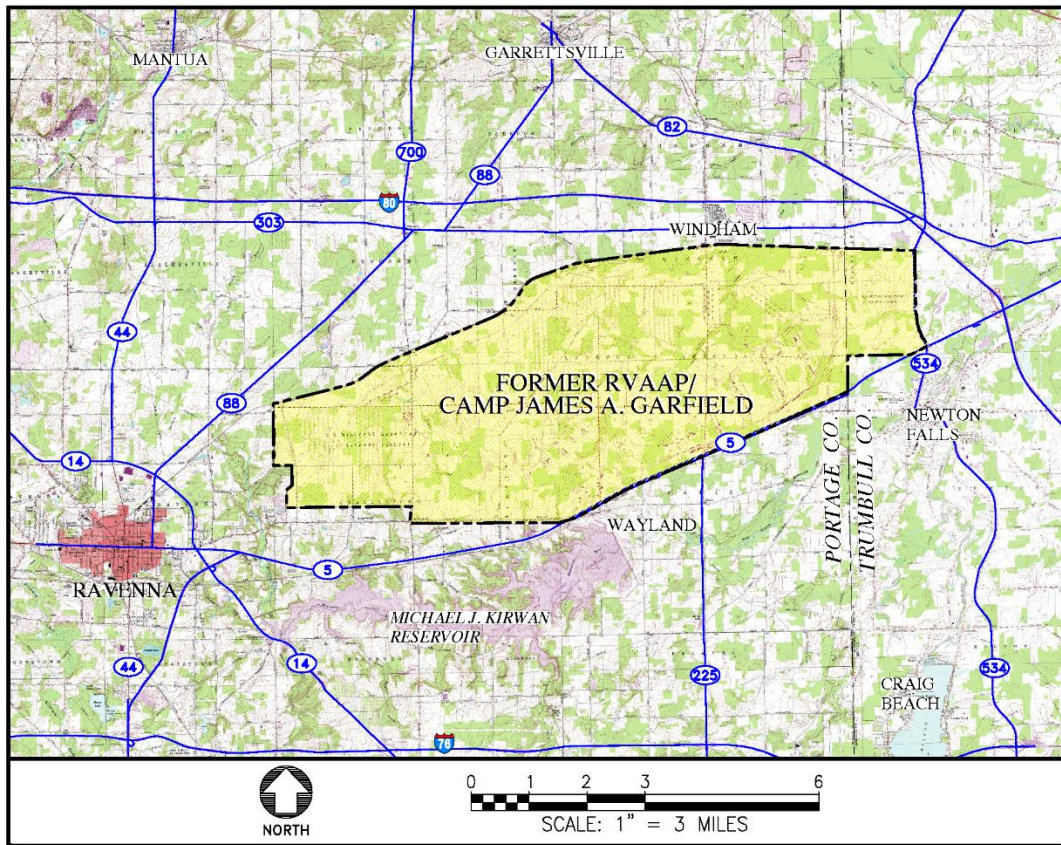 MANTUA
GARRETTSVILLE
82
700
88
80
303
WINDHAM
44
FORMER RVAAP/
CAMP JAMES A. GARFIELD
534
88
NEWTON
FALLS
5
14
WAYLAND
PORTAGE CO.
TRUMBULL CO.
RAVENNA
5
MICHAEL J. KIRWAN
RESERVOIR
44
14
225
534
CRAIG
BEACH
76
NORTH
0 1 2 3 6
SCALE: 1" = 3 MILES